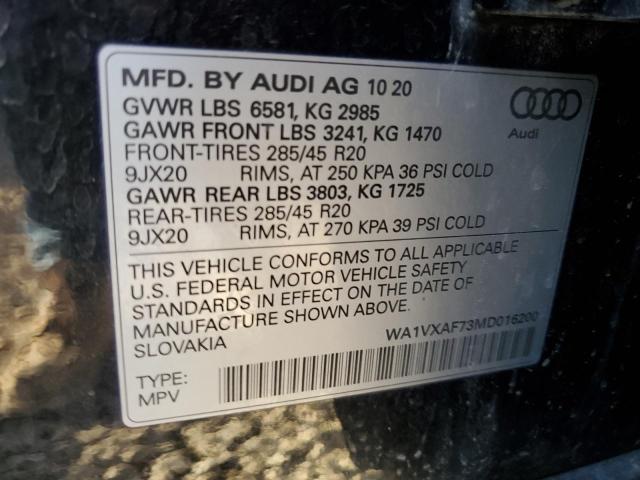 MFD. BY AUDI AG 10 20
GVWR LBS 6581, KG 2985
GAWR FRONT LBS 3241, KG 1470
FRONT-TIRES 285/45 R20
9JX20 RIMS, AT 250 KPA 36 PSI COLD
GAWR REAR LBS 3803, KG 1725
REAR-TIRES 285/45 R20
9JX20 RIMS, AT 270 KPA 39 PSI COLD
Audi
THIS VEHICLE CONFORMS TO ALL APPLICABLE
U.S. FEDERAL MOTOR VEHICLE SAFETY
STANDARDS IN EFFECT ON THE DATE OF
MANUFACTURE SHOWN ABOVE.
SLOVAKIA
WA1VXAF73MD016200
TYPE:
MPV